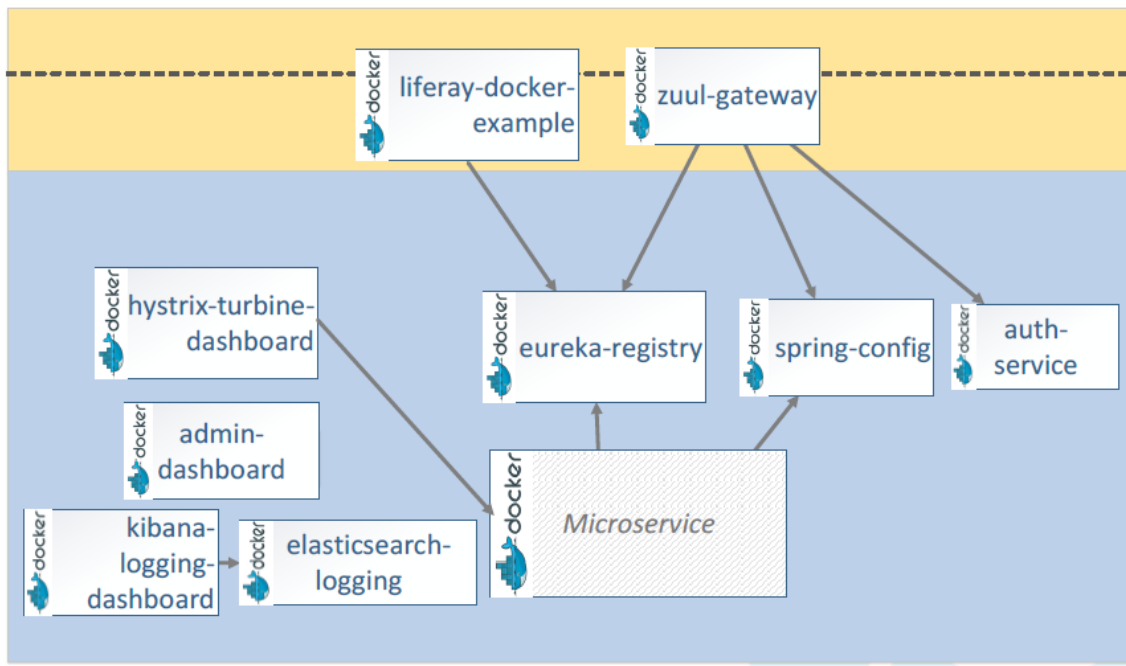 docker
liferay-docker-
example
docker
zuul-gateway
docker
hystrix-turbine-
dashboard
docker
eureka-registry
docker
spring-config
docker
auth-
service
docker
admin-
dashboard
docker
Microservice
docker
kibana-
logging-
dashboard
docker
elasticsearch-
logging